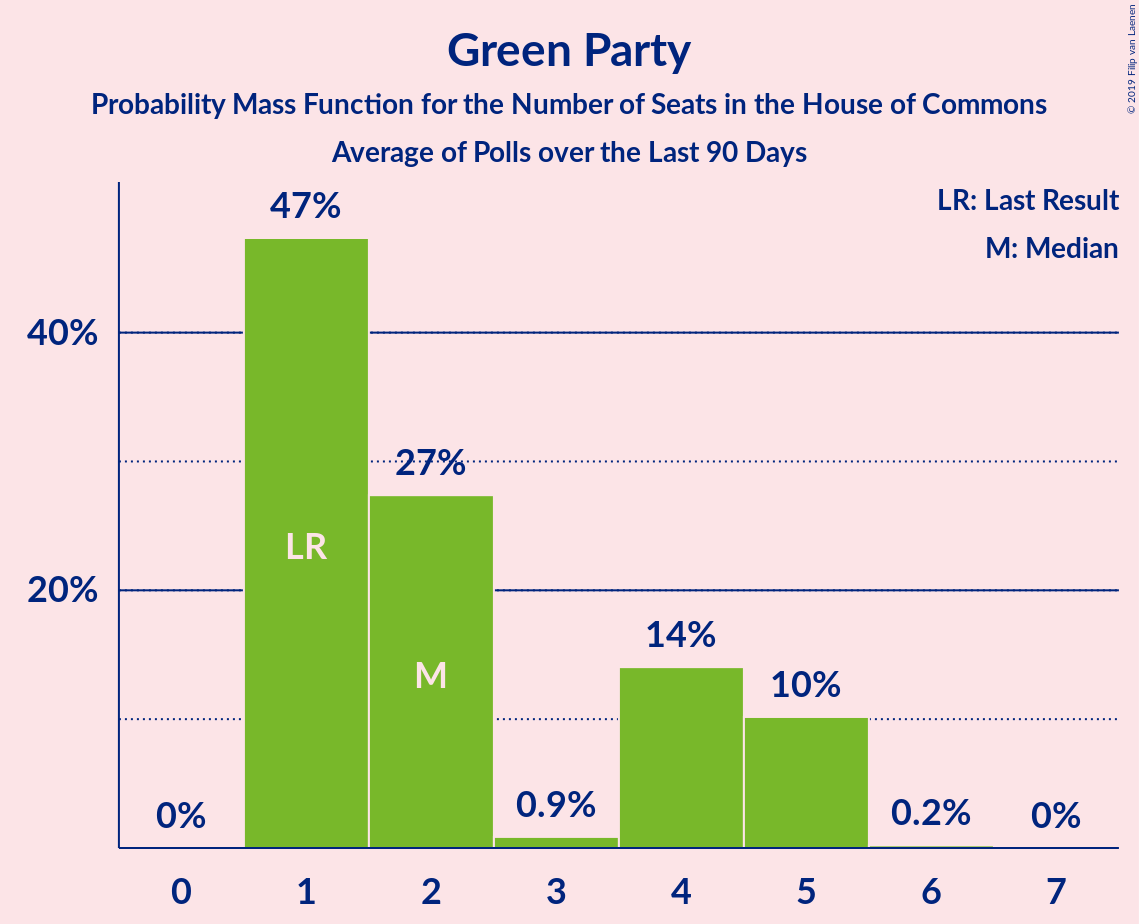 Green Party
Probability Mass Function for the Number of Seats in the House of Commons
Average of Polls over the Last 90 Days
© 2019 Filip van Laenen
LR: Last Result
M: Median
47%
40%
27%
LR
20%
14%
M
10%
0%
0.9%
0.2%
0%
0 1 2 3 4 5 6 7